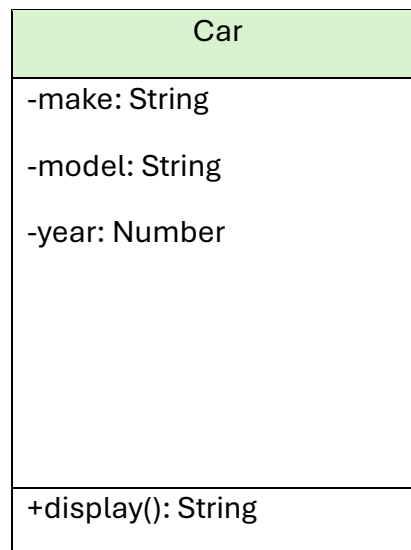 Car
-make: String
-model: String
-year: Number
+display(): String